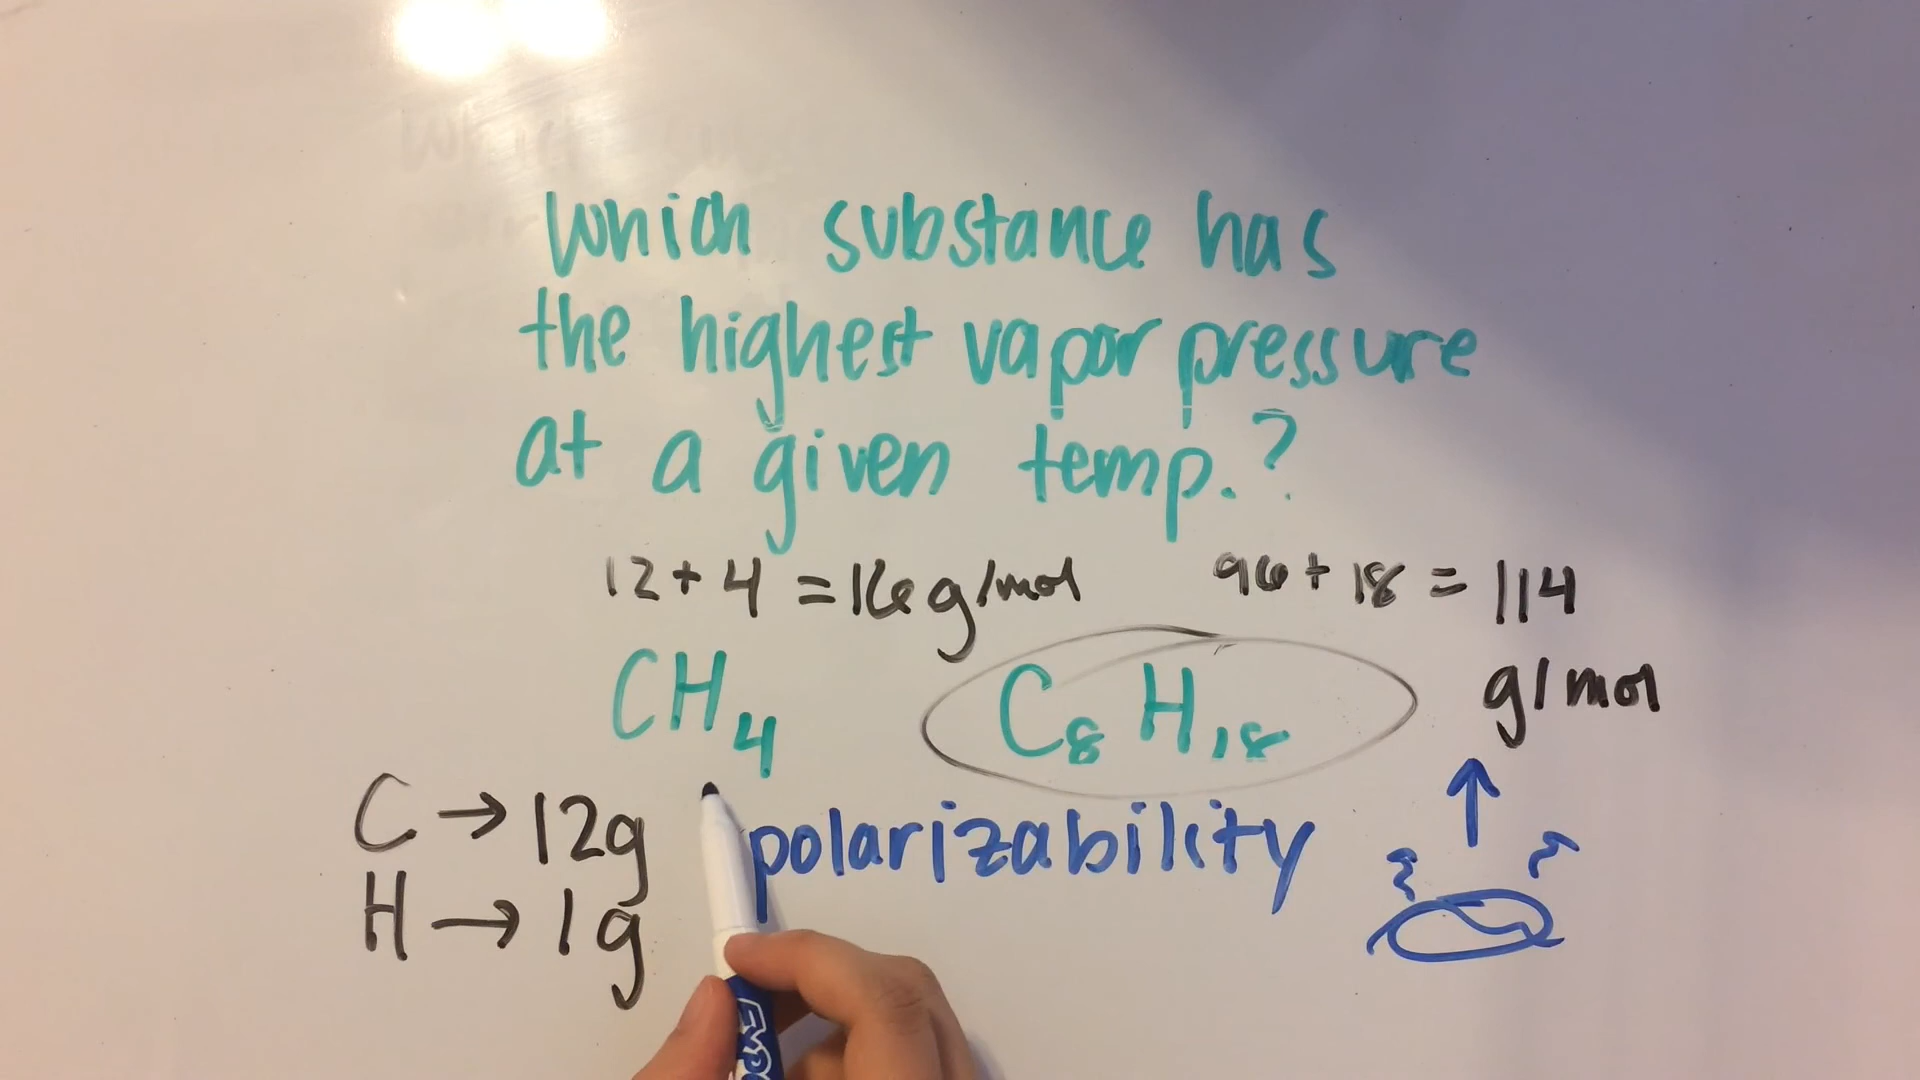 Which substance has
the highest vapor pressure
at a given temp.?
12 + 4 = 16 g/mol
96 + 18 = 114
g/mol
CH4
C8H18
C → 12g
polarizability
H → 1g